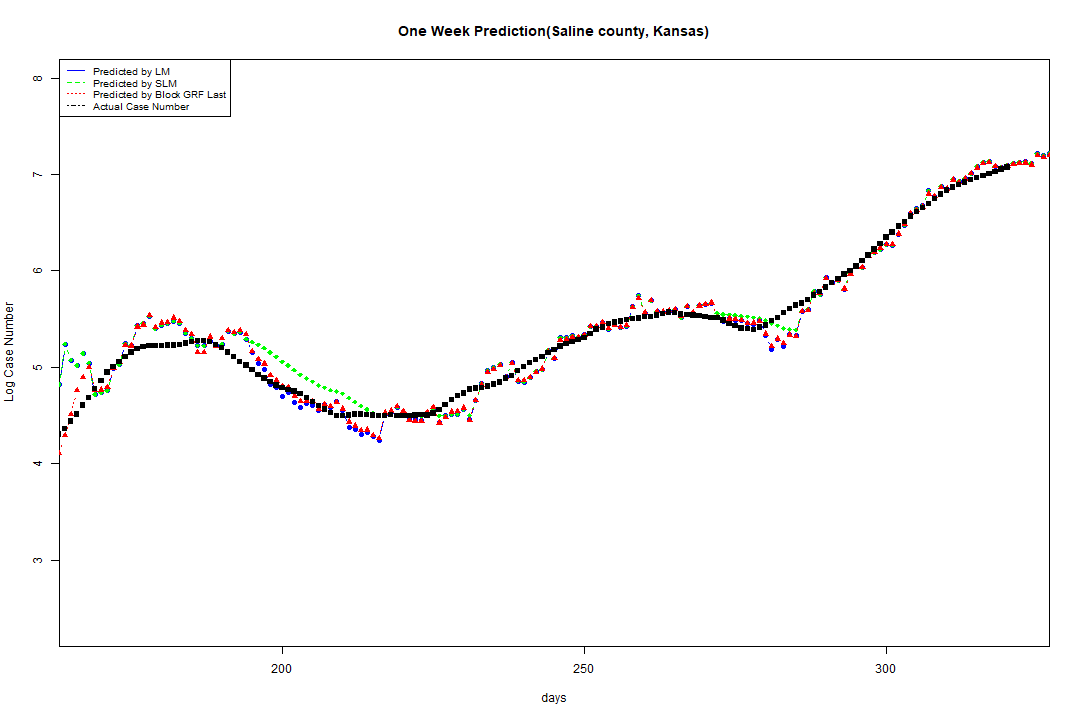 One Week Prediction(Saline county, Kansas)
Predicted by LM
Predicted by SLM
Predicted by Block GRF Last
Actual Case Number
8
7
6
5
4
3
Log Case Number
200
250
300
days